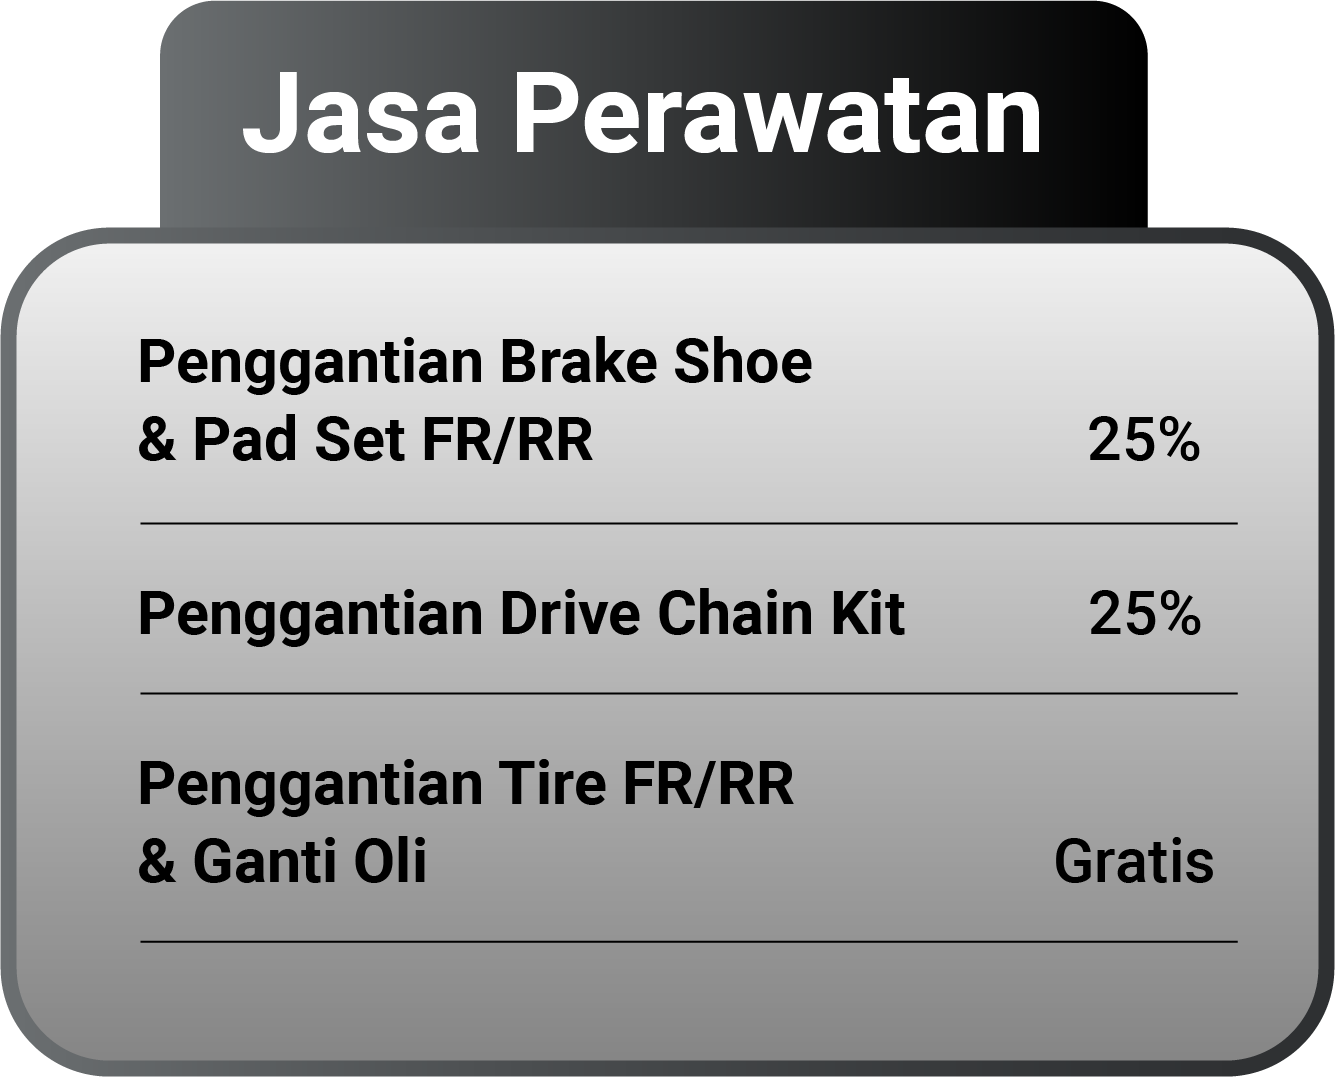 Jasa Perawatan
Penggantian Brake Shoe
& Pad Set FR/RR 25%
Penggantian Drive Chain Kit 25%
Penggantian Tire FR/RR
& Ganti Oli Gratis